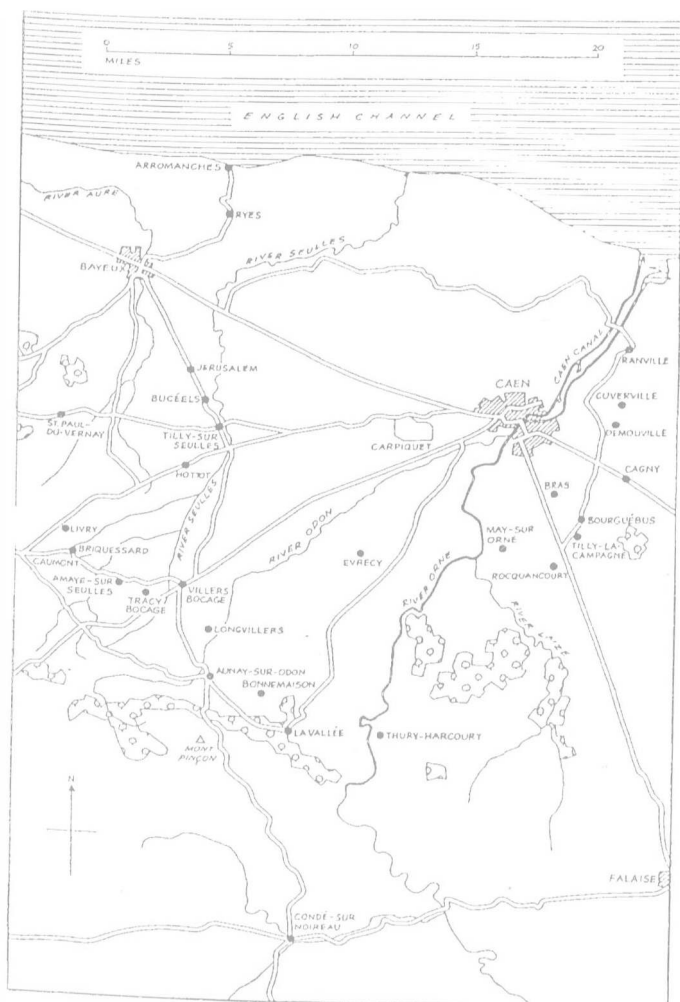 0 5 10 15 20
MILES
ENGLISH CHANNEL
ARROMANCHES
RIVER AURE
RYES
RIVER SEULLES
BAYEUX
CAEN CANAL
RANVILLE
JERUSALEM
CAEN
BUCÉELS
CUVERVILLE
ST. PAUL-
DU-VERNAY
TILLY-SUR
SEULLES
DEMOUVILLE
CARPIQUET
HOTTOT
CAGNY
BRAS
LIVRY
RIVER SEULLES
RIVER ODON
BOURGUÉBUS
MAY-SUR
ORNE
TILLY-LA-
CAMPAGNE
BRIQUESSARD
CAUMONT
EVRECY
ROCQUANCOURT
AMAYE-SUR
SEULLES
TRACY
BOCAGE
VILLERS
BOCAGE
RIVER ORNE
RIVER LAIZE
LONGVILLERS
AUNAY-SUR-ODON
BONNEMAISON
LAVALLÉE
THURY-HARCOURT
MONT
PINÇON
N
FALAISE
CONDÉ-SUR
NOIREAU